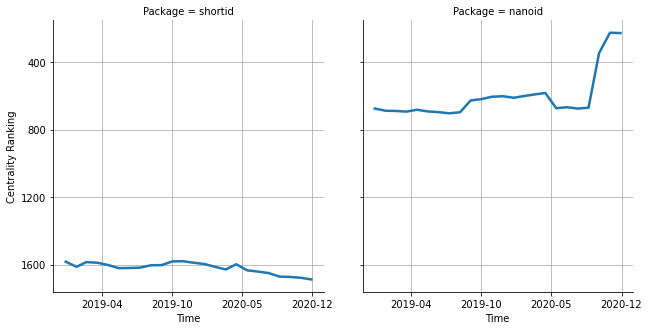 Package = shortid
Package = nanoid
Centrality Ranking
400
800
1200
1600
2019-04 2019-10 2020-05 2020-12
2019-04 2019-10 2020-05 2020-12
Time
Time